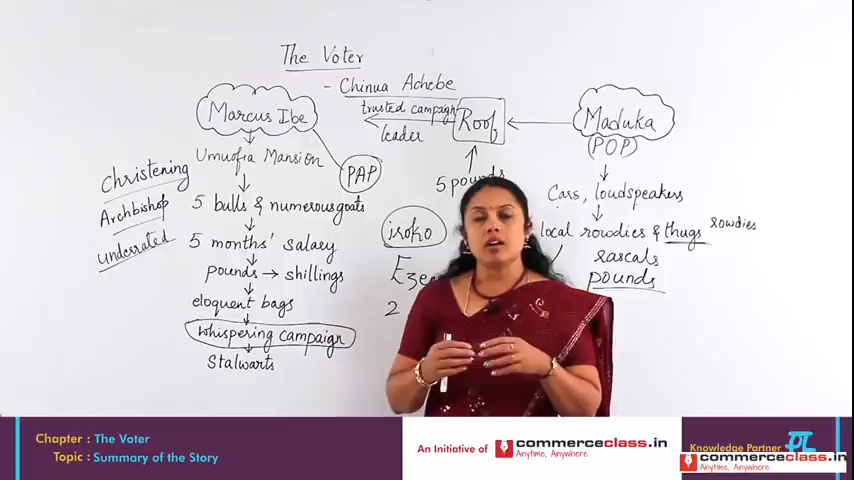 The Voter
- Chinua Achebe
Marcus Ibe
trusted campaign
leader
Roof
Maduka
(POP)
Umuofia Mansion
PAP
5 pounds
Cars, loudspeakers
Christening
Archbishop
underrated
5 bulls & numerous goats
iroko
local rowdies & thugs rowdies
5 months' salary
rascals
pounds → shillings
pounds
eloquent bags
2
whispering campaign
Stalwarts
Chapter : The Voter
Topic : Summary of the Story
An Initiative of commerceclass.in
Anytime, Anywhere
Knowledge Partner
commerceclass.in
Anytime, Anywhere